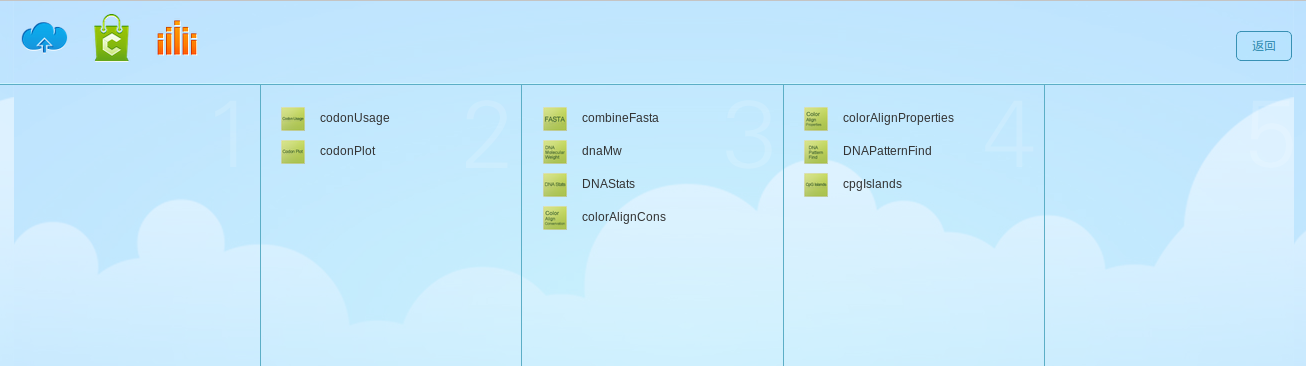 返回
1
2
3
4
5
Codon Usage
codonUsage
Codon Plot
codonPlot
FASTA
combineFasta
DNA
Molecular
Weight
dnaMw
DNA Stats
DNAStats
Color
Align
Conservation
colorAlignCons
Color
Align
Properties
colorAlignProperties
DNA
Pattern
Find
DNAPatternFind
CpG Islands
cpgIslands